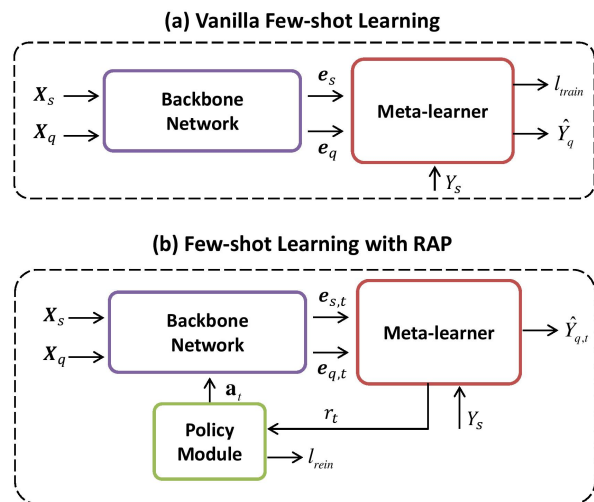 (a) Vanilla Few-shot Learning
X_s
X_q
Backbone
Network
e_s
e_q
Meta-learner
l_train
Ŷ_q
Y_s
(b) Few-shot Learning with RAP
X_s
X_q
Backbone
Network
e_s,t
e_q,t
Meta-learner
Ŷ_q,t
a_t
r_t
Y_s
Policy
Module
l_rein